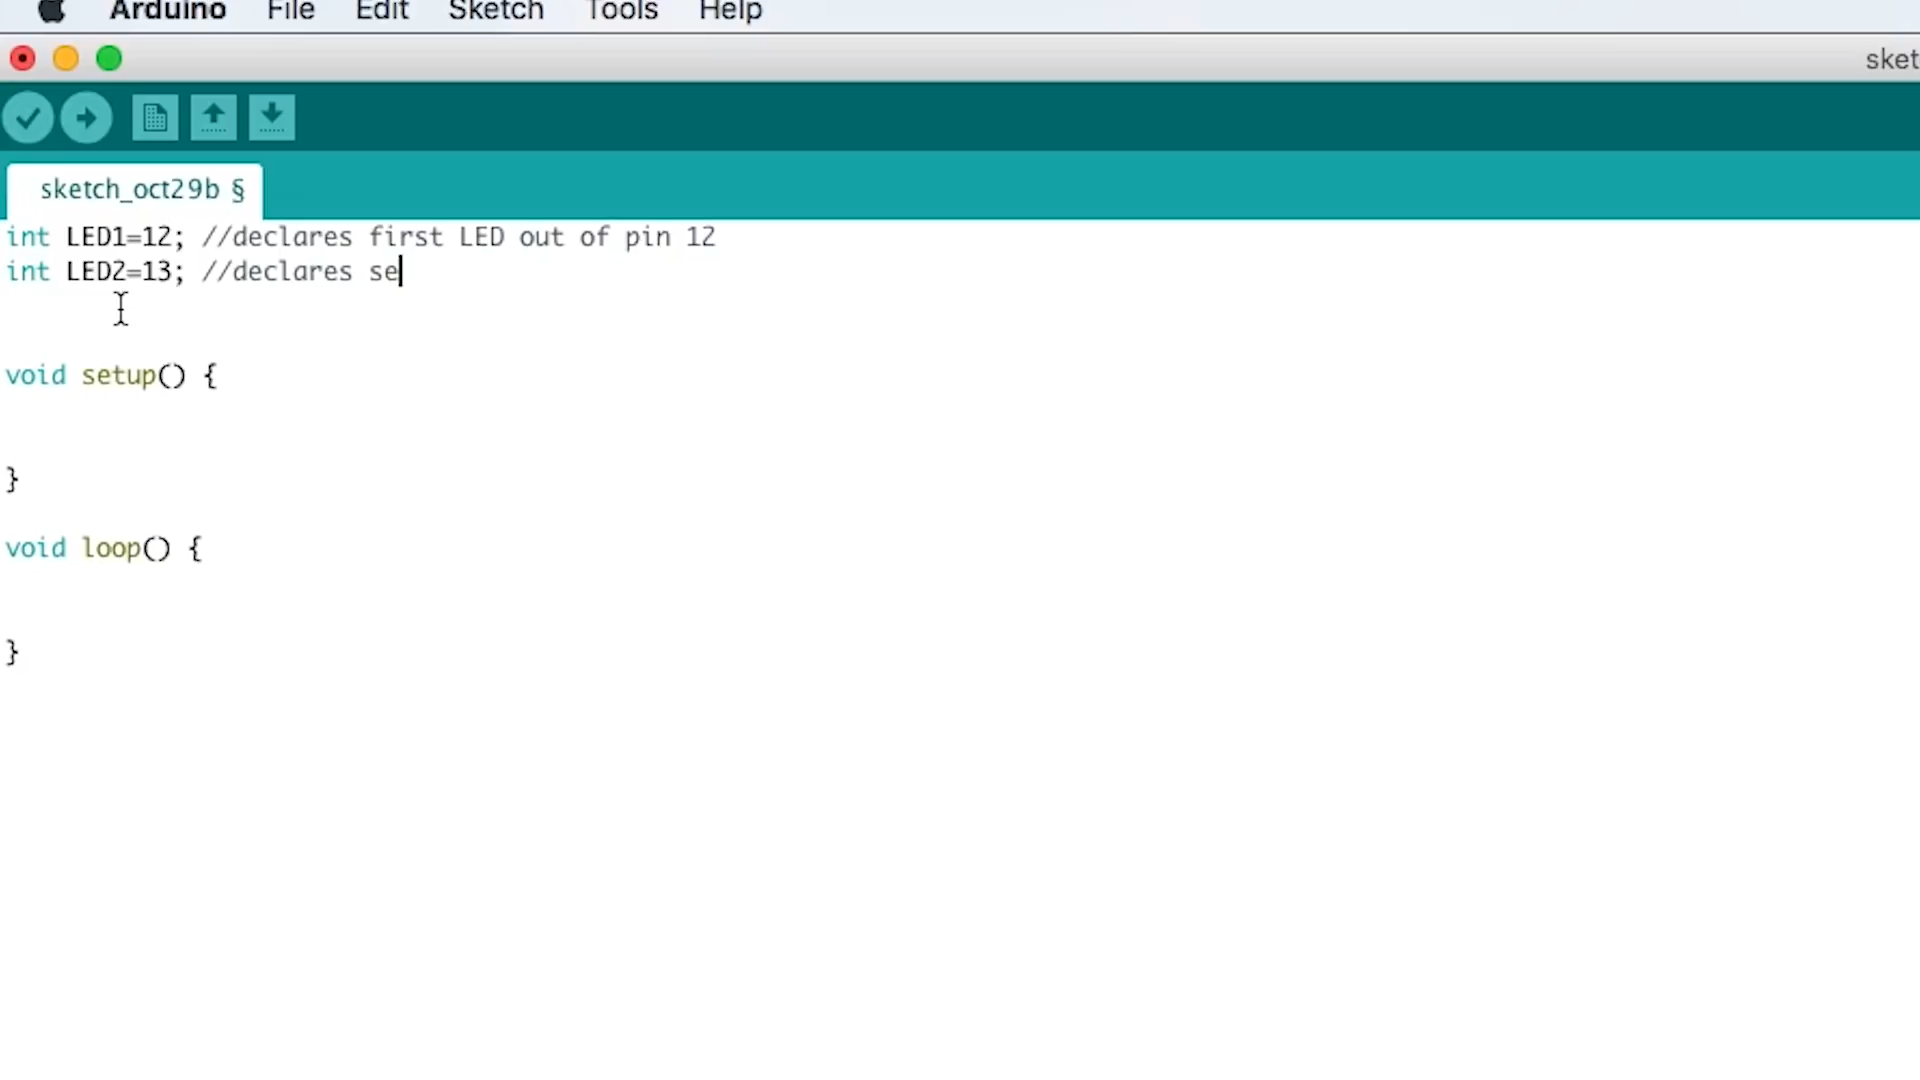 Arduino File Edit Sketch Tools Help
sket
sketch_oct29b §
int LED1=12; //declares first LED out of pin 12
int LED2=13; //declares se
void setup() {
}
void loop() {
}